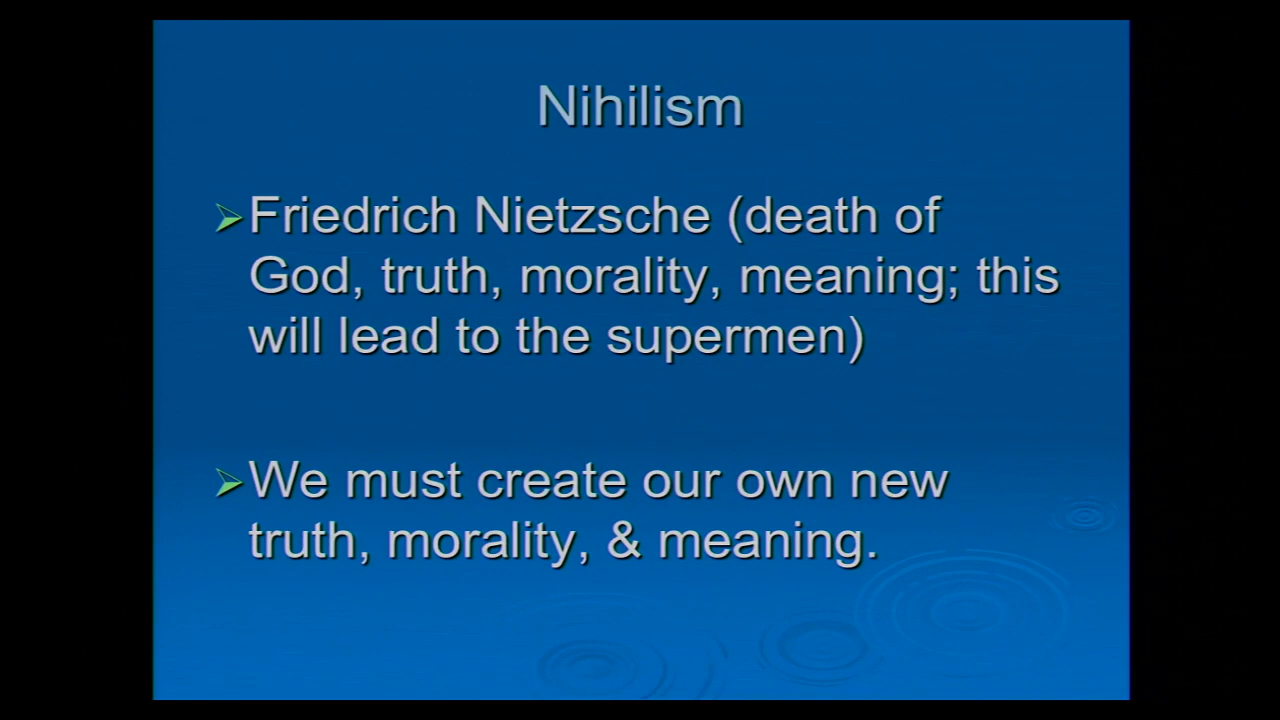 Nihilism
Friedrich Nietzsche (death of
God, truth, morality, meaning; this
will lead to the supermen)
We must create our own new
truth, morality, & meaning.